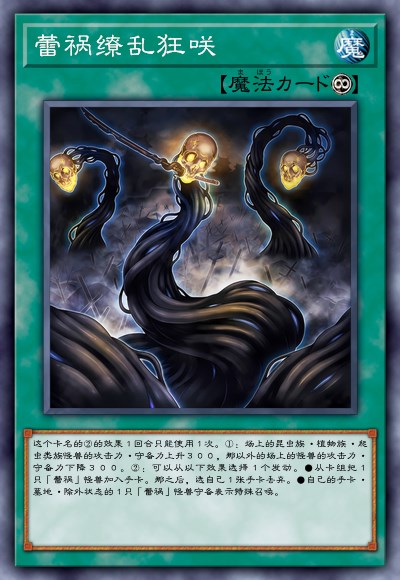 蕾祸缭乱狂咲
【魔法カード∞】
まほう
魔
这个卡名的②的效果1回合只能使用1次。①：场上的昆虫族·植物族·爬
虫类族怪兽的攻击力·守备力上升300，那以外的场上的怪兽的攻击力·
守备力下降300。②：可以从以下效果选择1个发动。●从卡组把1
只「蕾祸」怪兽加入手卡。那之后，选自己1张手卡丢弃。●自己的手卡·
墓地·除外状态的1只「蕾祸」怪兽守备表示特殊召唤。